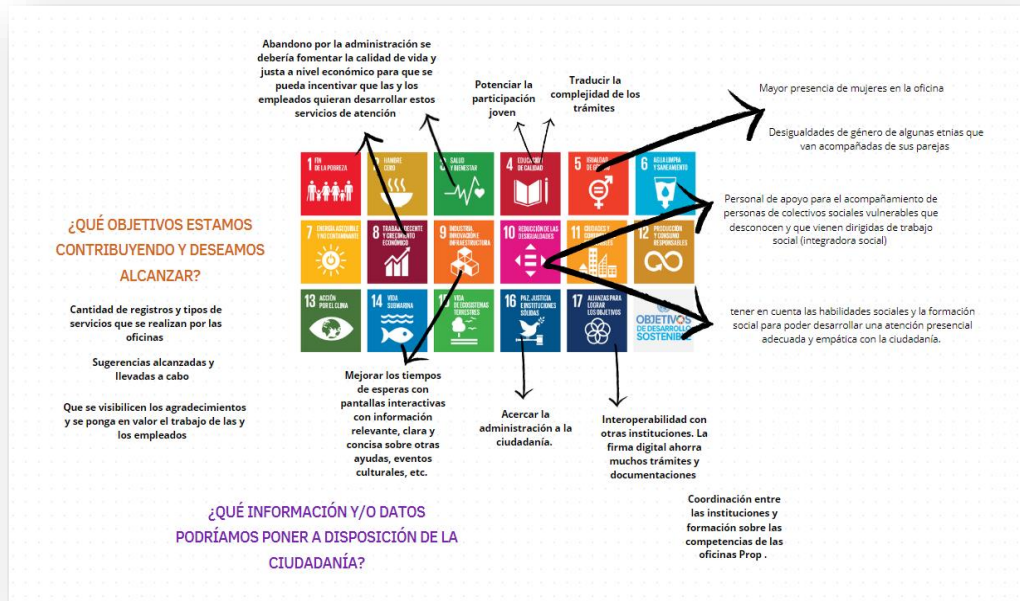 Abandono por la administración se
debería fomentar la calidad de vida y
justa a nivel económico para que se
pueda incentivar que las y los
empleados quieran desarrollar estos
servicios de atención
Potenciar la
participación
joven
Traducir la
complejidad de los
trámites
Mayor presencia de mujeres en la oficina
Desigualdades de género de algunas etnias que
van acompañadas de sus parejas
1 FIN
DE LA POBREZA
2 HAMBRE
CERO
3 SALUD
Y BIENESTAR
4 EDUCACIÓN
DE CALIDAD
5 IGUALDAD
DE
6 AGUA LIMPIA
Y SANEAMIENTO
¿QUÉ OBJETIVOS ESTAMOS
CONTRIBUYENDO Y DESEAMOS
ALCANZAR?
7 ENERGÍA ASEQUIBLE
Y NO CONTAMINANTE
8 TRABAJO DECENTE
Y CRECIMIENTO
ECONÓMICO
9 INDUSTRIA,
INNOVACIÓN E
INFRAESTRUCTURA
10 REDUCCIÓN DE LAS
DESIGUALDADES
11 CIUDADES Y
12 PRODUCCIÓN
Y CONSUMO
RESPONSABLES
Personal de apoyo para el acompañamiento de
personas de colectivos sociales vulnerables que
desconocen y que vienen dirigidas de trabajo
social (integradora social)
Cantidad de registros y tipos de
servicios que se realizan por las
oficinas
Sugerencias alcanzadas y
llevadas a cabo
Que se visibilicen los agradecimientos
y se ponga en valor el trabajo de las y
los empleados
13 ACCIÓN
POR EL CLIMA
14 VIDA
SUBMARINA
15 VIDA
DE ECOSISTEMAS
TERRESTRES
16 PAZ, JUSTICIA
E INSTITUCIONES
SÓLIDAS
17 ALIANZAS PARA
LOGRAR
LOS OBJETIVOS
OBJETIVOS
DE DESARROLLO
SOSTENIBLE
tener en cuenta las habilidades sociales y la formación
social para poder desarrollar una atención presencial
adecuada y empática con la ciudadanía.
Mejorar los tiempos
de esperas con
pantallas interactivas
con información
relevante, clara y
concisa sobre otras
ayudas, eventos
culturales, etc.
Acercar la
administración a la
ciudadanía.
Interoperabilidad con
otras instituciones. La
firma digital ahorra
muchos trámites y
documentaciones
Coordinación entre
las instituciones y
formación sobre las
competencias de las
oficinas Prop .
¿QUÉ INFORMACIÓN Y/O DATOS
PODRÍAMOS PONER A DISPOSICIÓN DE LA
CIUDADANÍA?